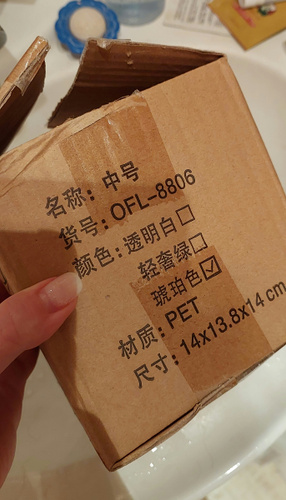 名称：中号
货号：OFL-8806
颜色：透明白☐
轻奢绿☐
琥珀色☑
材质：PET
尺寸：14x13.8x14cm